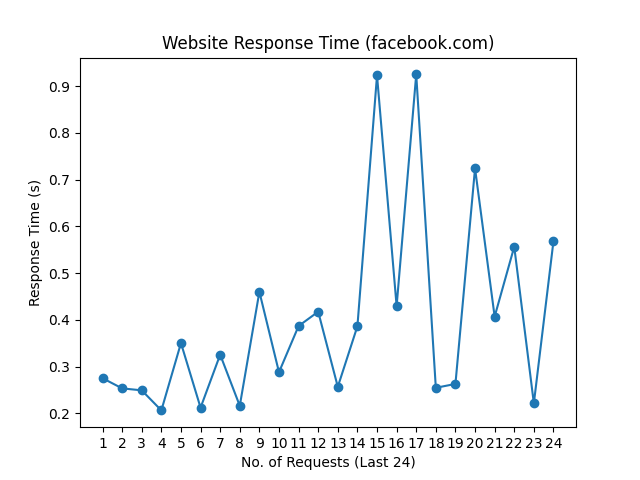 Website Response Time (facebook.com)
0.9
0.8
0.7
0.6
0.5
0.4
0.3
0.2
Response Time (s)
1 2 3 4 5 6 7 8 9 10 11 12 13 14 15 16 17 18 19 20 21 22 23 24
No. of Requests (Last 24)